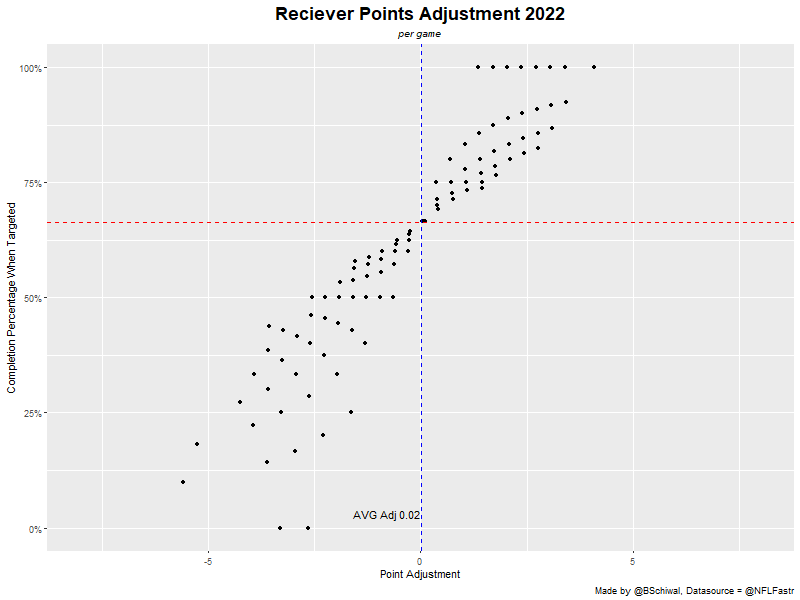 Reciever Points Adjustment 2022
per game
100%
75%
50%
25%
0%
Completion Percentage When Targeted
AVG Adj 0.02
-5
0
5
Point Adjustment
Made by @BSchiwal, Datasource = @NFLFastr